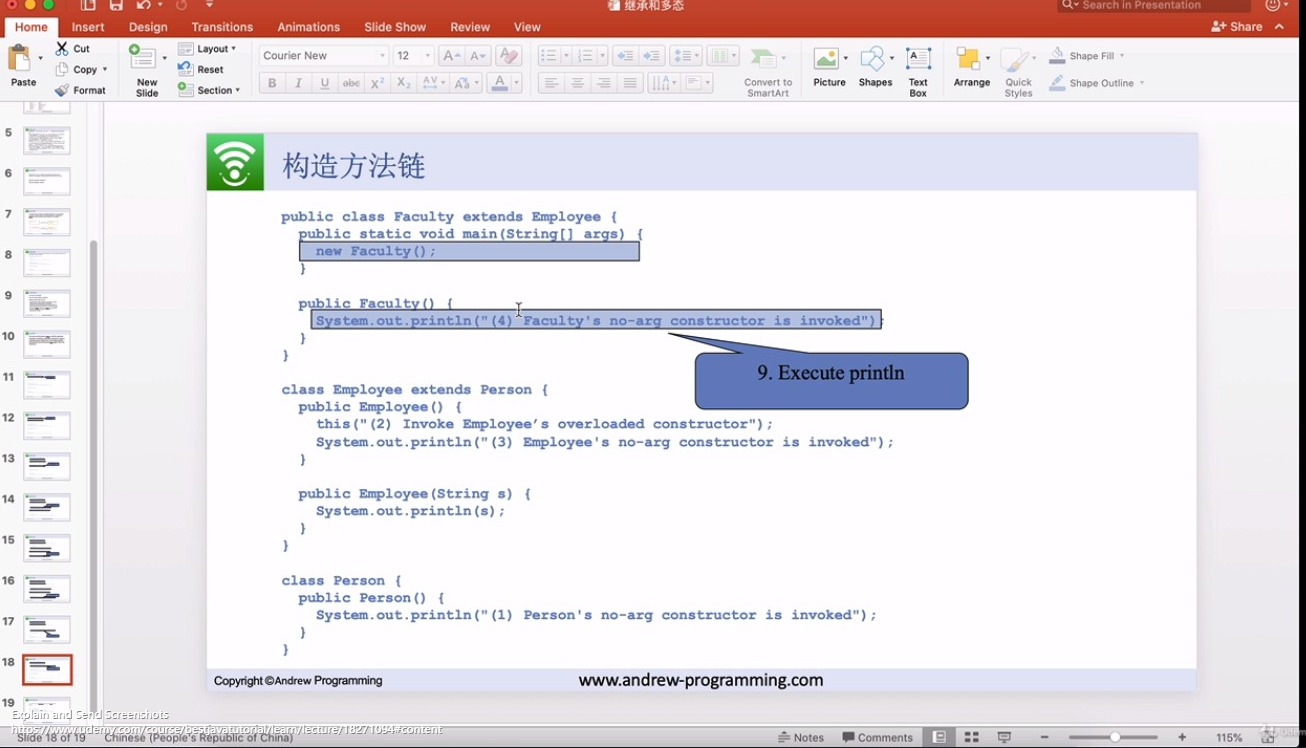 继承和多态
Search in Presentation
Home Insert Design Transitions Animations Slide Show Review View
Share
Paste
Cut
Copy
Format
New Slide
Layout
Reset
Section
Courier New 12
Convert to SmartArt
Picture
Shapes
Text Box
Arrange
Quick Styles
Shape Fill
Shape Outline
5
6
7
8
9
10
11
12
13
14
15
16
17
18
19
构造方法链
public class Faculty extends Employee {
public static void main(String[] args) {
new Faculty();
}
public Faculty() {
System.out.println("(4) Faculty's no-arg constructor is invoked");
}
}
9. Execute println
class Employee extends Person {
public Employee() {
this("(2) Invoke Employee’s overloaded constructor");
System.out.println("(3) Employee's no-arg constructor is invoked");
}
public Employee(String s) {
System.out.println(s);
}
}
class Person {
public Person() {
System.out.println("(1) Person's no-arg constructor is invoked");
}
}
Copyright ©Andrew Programming
www.andrew-programming.com
Explain and Send Screenshots
https://www.udemy.com/course/bestjavatutorial/learn/lecture/18271094#content
Slide 18 of 19 Chinese (People's Republic of China)
Notes Comments 115%